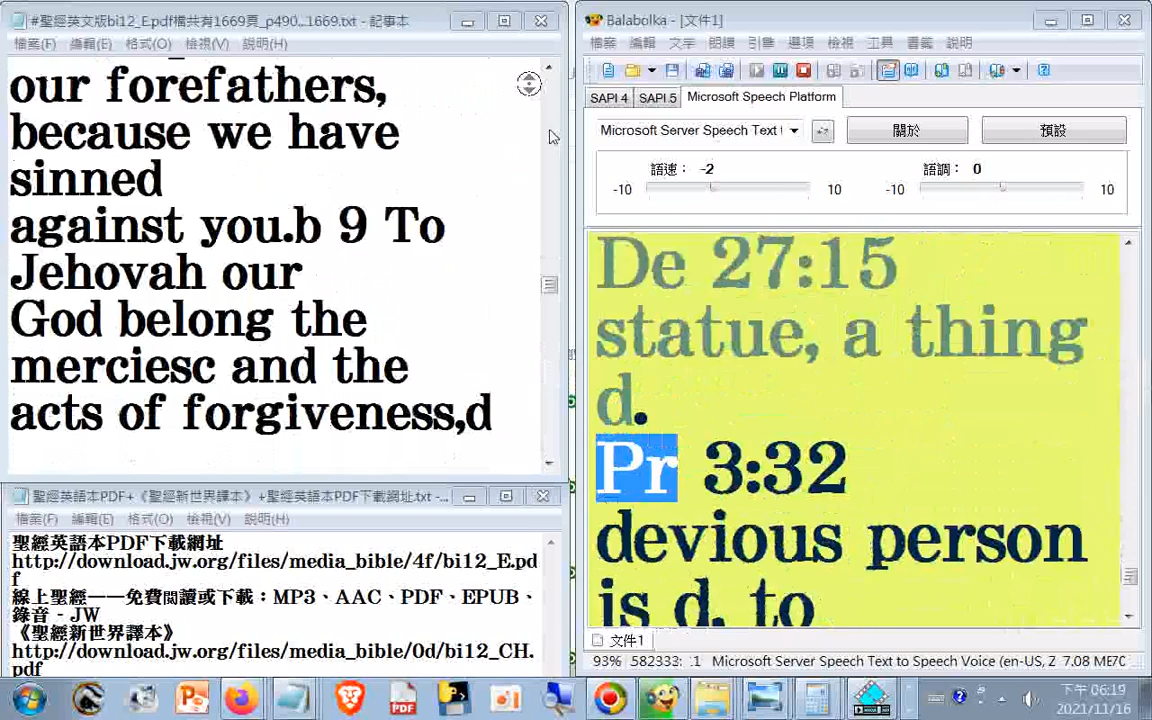 #聖經英文版bi12_E.pdf檔共有1669頁_p490...1669.txt - 記事本
檔案(F) 編輯(E) 格式(O) 檢視(V) 說明(H)
our forefathers,
because we have
sinned
against you.b 9 To
Jehovah our
God belong the
merciesc and the
acts of forgiveness,d
聖經英語本PDF+《聖經新世界譯本》+聖經英語本PDF下載網址.txt -...
檔案(F) 編輯(E) 格式(O) 檢視(V) 說明(H)
聖經英語本PDF下載網址
http://download.jw.org/files/media_bible/4f/bi12_E.pd
f
線上聖經——免費閱讀或下載：MP3、AAC、PDF、EPUB、
錄音 - JW
《聖經新世界譯本》
http://download.jw.org/files/media_bible/0d/bi12_CH.
pdf
Balabolka - [文件1]
檔案 編輯 文字 朗讀 引擎 選項 檢視 工具 書籤 說明
SAPI 4 SAPI 5 Microsoft Speech Platform
Microsoft Server Speech Text 關於 預設
語速： -2 語調： 0
-10 10 -10 10
De 27:15
statue, a thing
d.
Pr 3:32
devious person
is d. to
文件1
93% 582333: .1 Microsoft Server Speech Text to Speech Voice (en-US, Z 7.08 ME
下午 06:19
2021/11/16